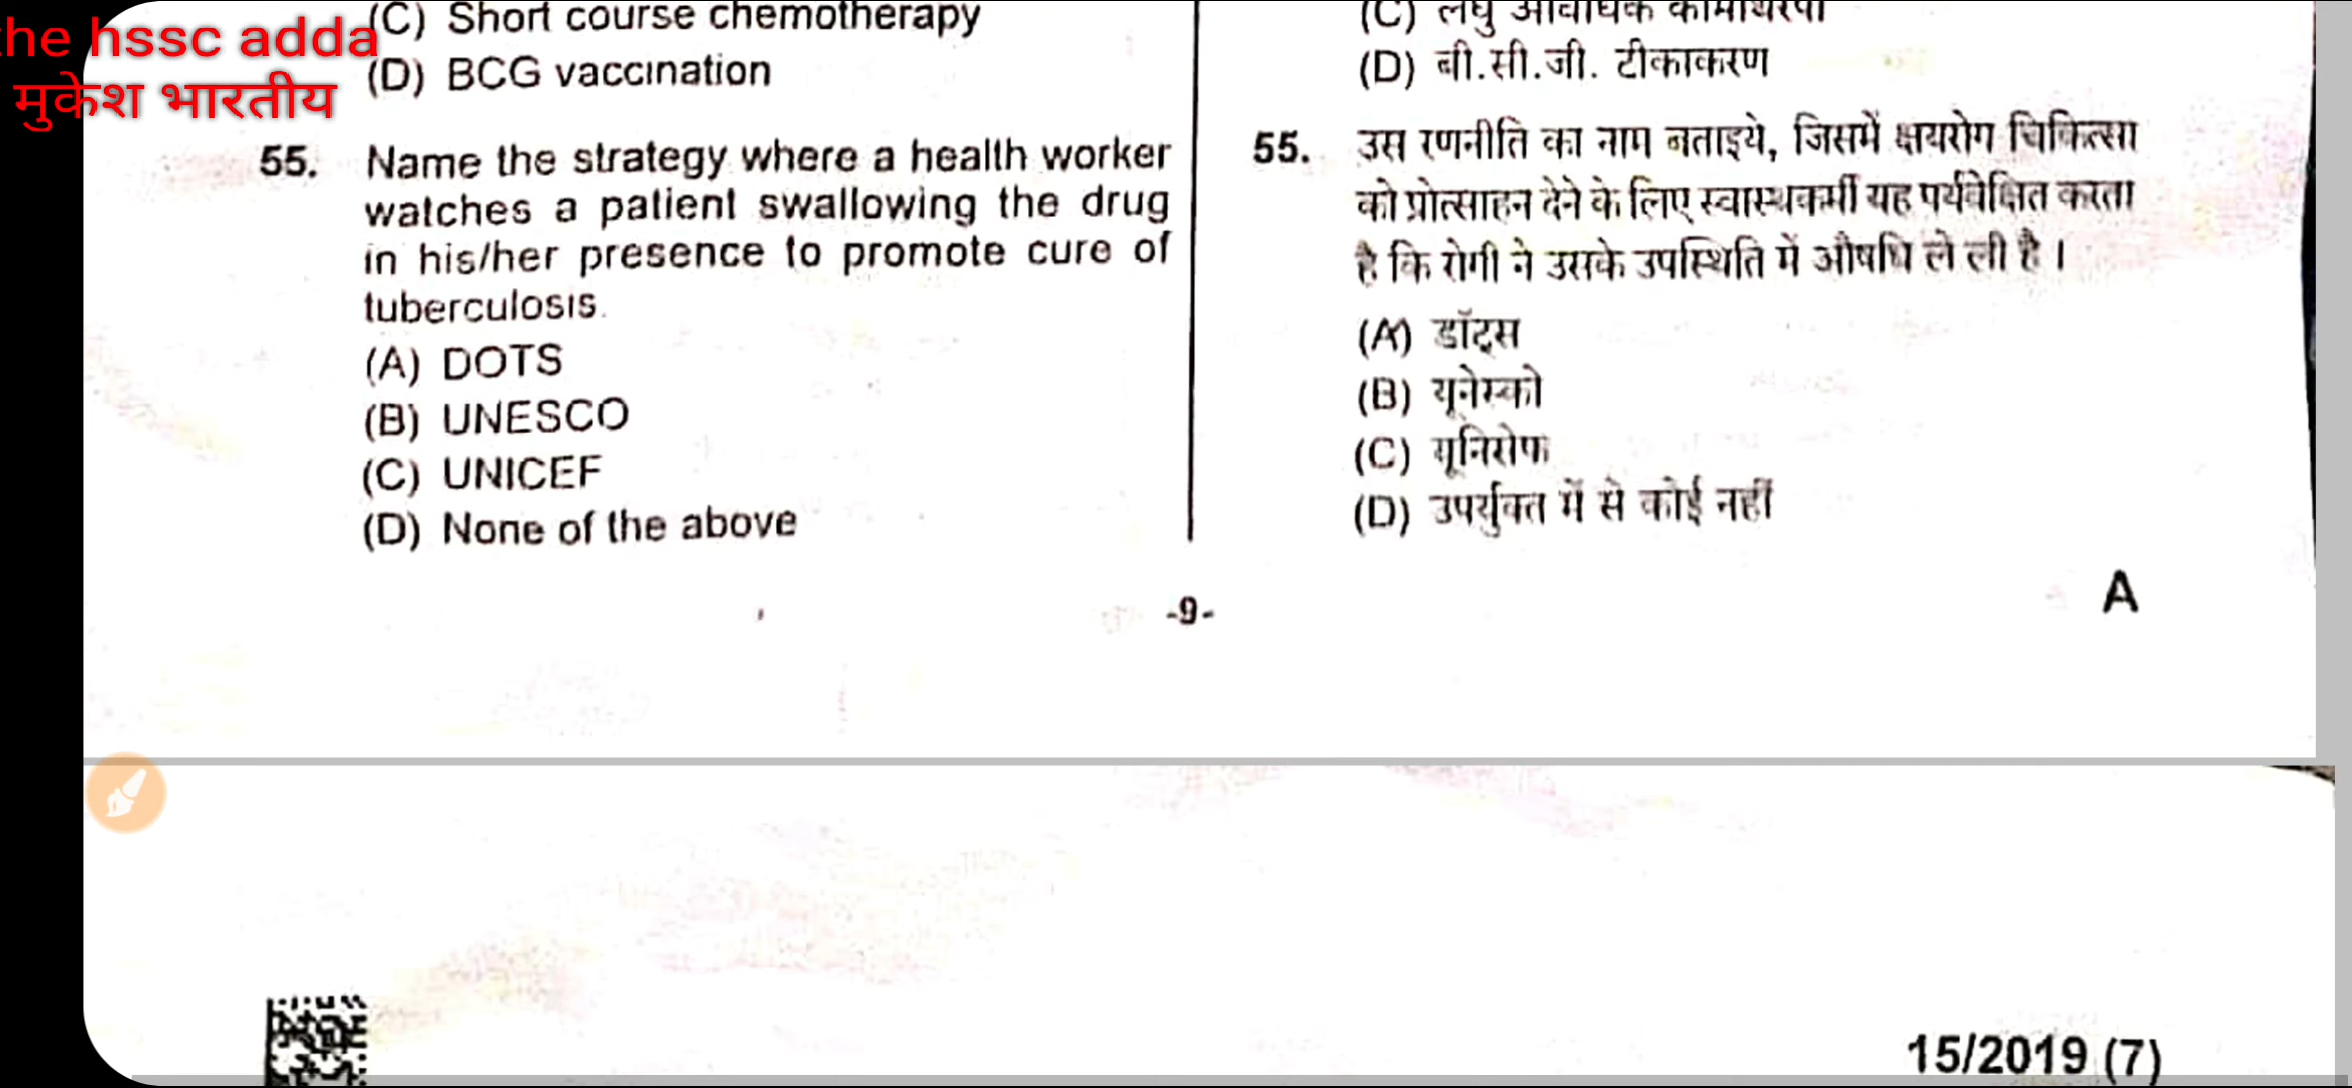 the hssc adda
मुकेश भारतीय
(C) Short course chemotherapy
(D) BCG vaccination
55. Name the strategy where a health worker
watches a patient swallowing the drug
in his/her presence to promote cure of
tuberculosis.
(A) DOTS
(B) UNESCO
(C) UNICEF
(D) None of the above
(C) लघु
(D) बी.सी.जी. टीकाकरण
55. उस रणनीति का नाम बताइये, जिसमें क्षयरोग चिकित्सा
को प्रोत्साहन देने के लिए स्वास्थकर्मी यह पर्यवेक्षित करता
है कि रोगी ने उसके उपस्थिति में औषधि ले ली है ।
(A) डॉट्स
(B) यूनेस्को
(C) यूनिसेफ
(D) उपर्युक्त में से कोई नहीं
-9-
A
15/2019 (7)